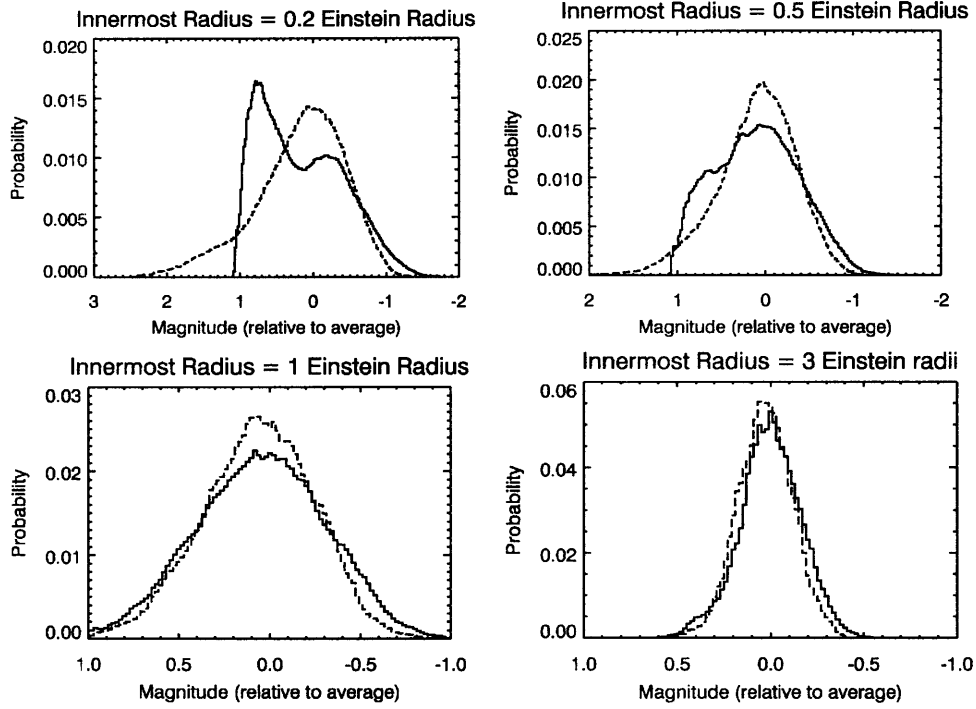 Innermost Radius = 0.2 Einstein Radius
0.020
0.015
0.010
0.005
0.000
Probability
3 2 1 0 -1 -2
Magnitude (relative to average)
Innermost Radius = 0.5 Einstein Radius
0.025
0.020
0.015
0.010
0.005
0.000
Probability
2 1 0 -1 -2
Magnitude (relative to average)
Innermost Radius = 1 Einstein Radius
0.03
0.02
0.01
0.00
Probability
1.0 0.5 0.0 -0.5 -1.0
Magnitude (relative to average)
Innermost Radius = 3 Einstein radii
0.06
0.04
0.02
0.00
Probability
1.0 0.5 0.0 -0.5 -1.0
Magnitude (relative to average)